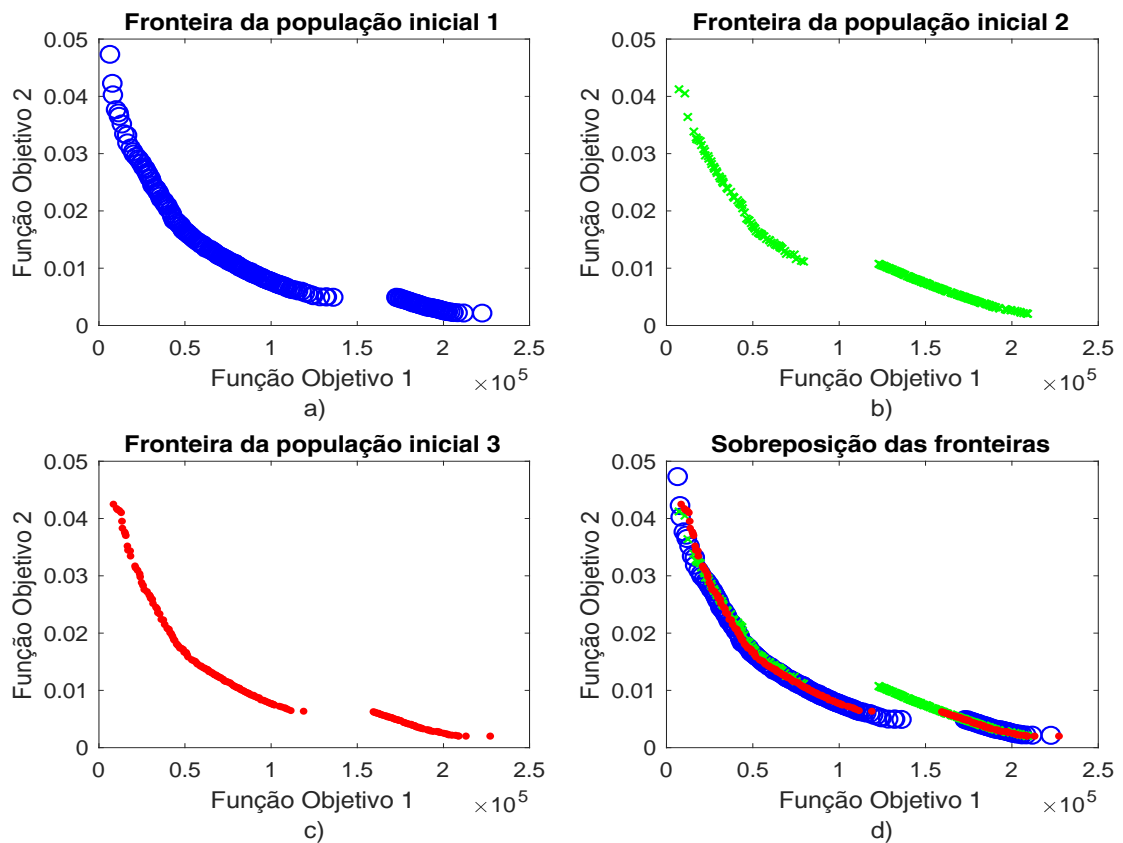 Fronteira da população inicial 1
0.05
0.04
0.03
0.02
0.01
0
Função Objetivo 2
0 0.5 1 1.5 2 2.5
Função Objetivo 1
×10^5
a)
Fronteira da população inicial 2
0.05
0.04
0.03
0.02
0.01
0
Função Objetivo 2
0 0.5 1 1.5 2 2.5
Função Objetivo 1
×10^5
b)
Fronteira da população inicial 3
0.05
0.04
0.03
0.02
0.01
0
Função Objetivo 2
0 0.5 1 1.5 2 2.5
Função Objetivo 1
×10^5
c)
Sobreposição das fronteiras
0.05
0.04
0.03
0.02
0.01
0
Função Objetivo 2
0 0.5 1 1.5 2 2.5
Função Objetivo 1
×10^5
d)